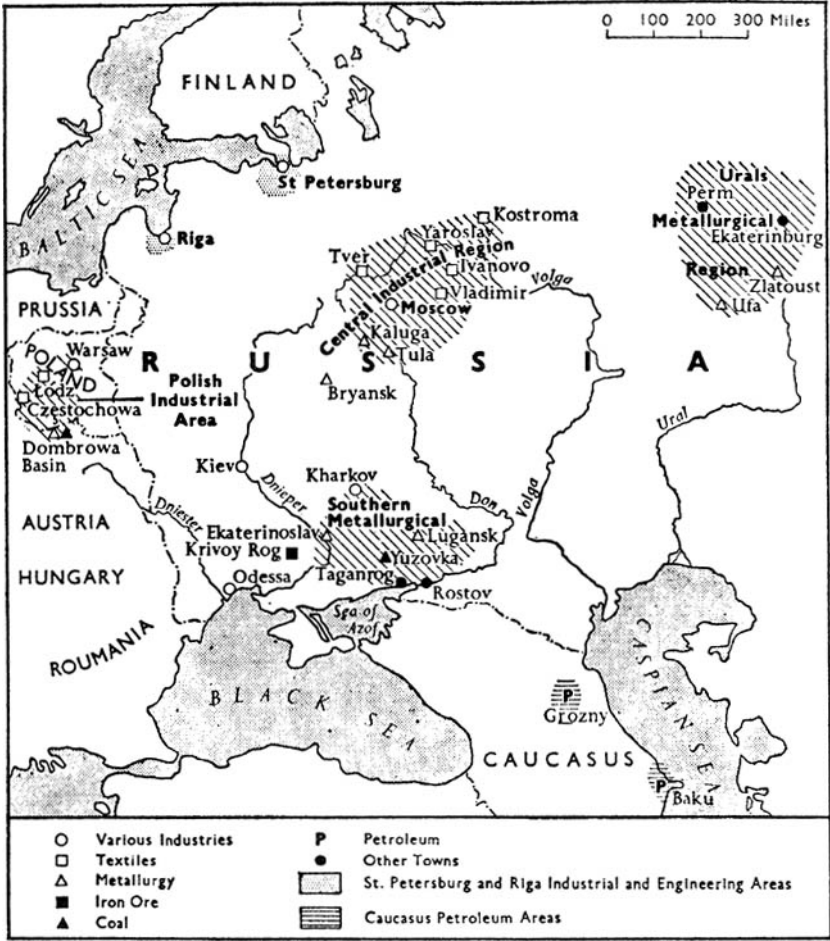 0 100 200 300 Miles
FINLAND
BALTIC SEA
St Petersburg
Riga
Urals
Perm
Metallurgical
Ekaterinburg
Region
Zlatoust
Ufa
Kostroma
Yaroslav
Tver
Ivanovo
Vladimir
Central Industrial Region
Moscow
Volga
Kaluga
Tula
PRUSSIA
POLAND
Warsaw
RUSSIA
Lodz
Polish
Industrial
Area
Czestochowa
Dombrowa
Basin
Bryansk
Ural
Kiev
Dnieper
Kharkov
Don
Volga
Dniester
Southern
Metallurgical
AUSTRIA
HUNGARY
Ekaterinoslav
Lugansk
Krivoy Rog
Yuzovka
Odessa
Taganrog
Rostov
Sea of
Azof
ROUMANIA
BLACK SEA
CASPIAN SEA
P
Grozny
CAUCASUS
P
Baku
Various Industries
Textiles
Metallurgy
Iron Ore
Coal
P Petroleum
Other Towns
St. Petersburg and Riga Industrial and Engineering Areas
Caucasus Petroleum Areas